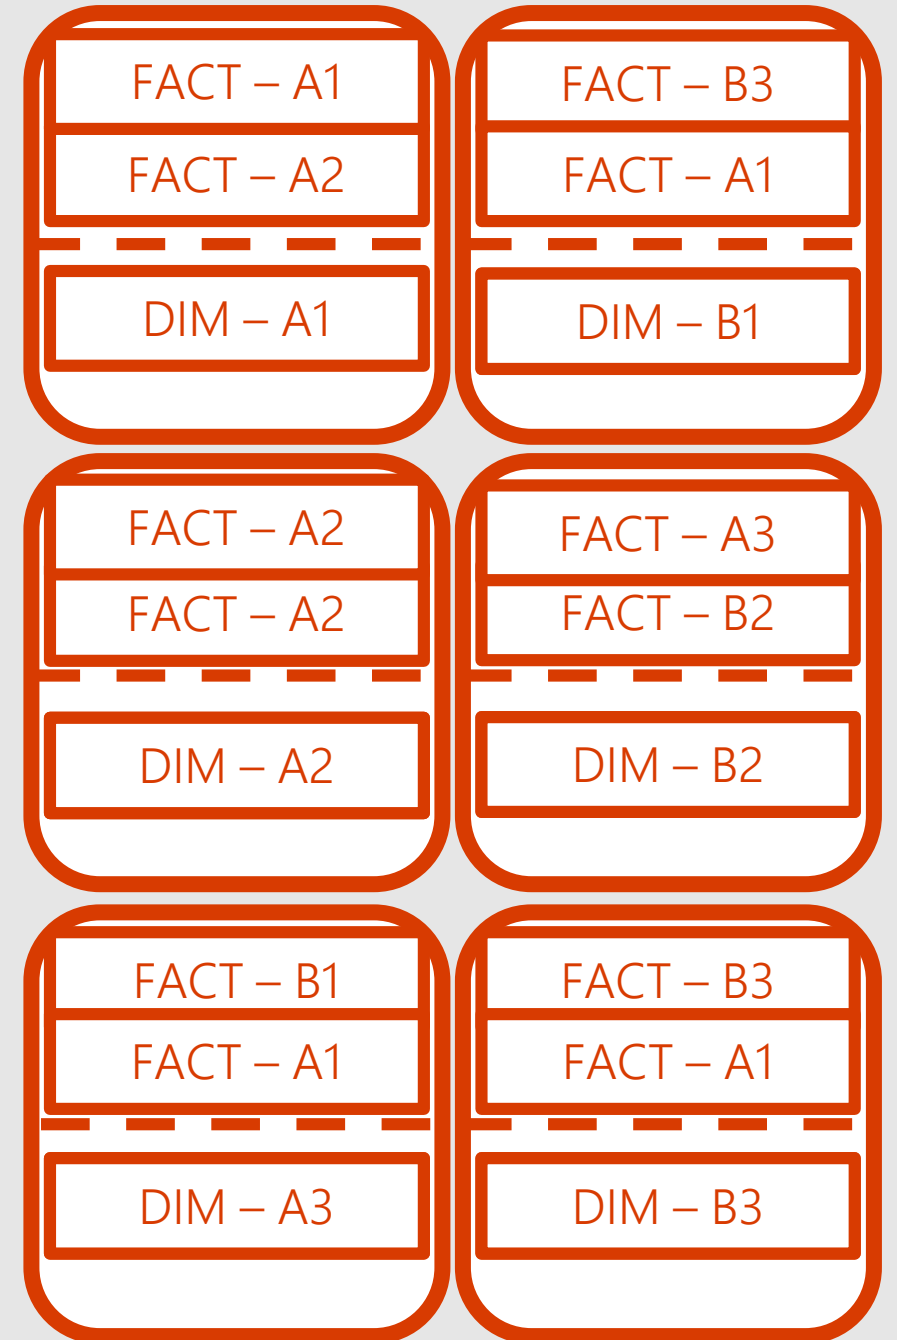 FACT – A1
FACT – A2
DIM – A1
FACT – B3
FACT – A1
DIM – B1
FACT – A2
FACT – A2
DIM – A2
FACT – A3
FACT – B2
DIM – B2
FACT – B1
FACT – A1
DIM – A3
FACT – B3
FACT – A1
DIM – B3